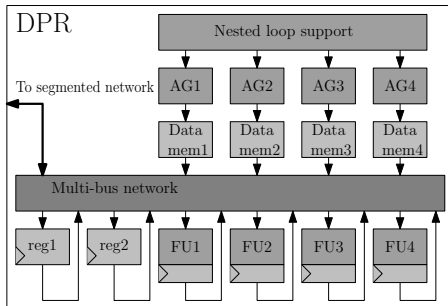 DPR
Nested loop support
To segmented network
AG1 AG2 AG3 AG4
Data mem1
Data mem2
Data mem3
Data mem4
Multi-bus network
reg1 reg2 FU1 FU2 FU3 FU4